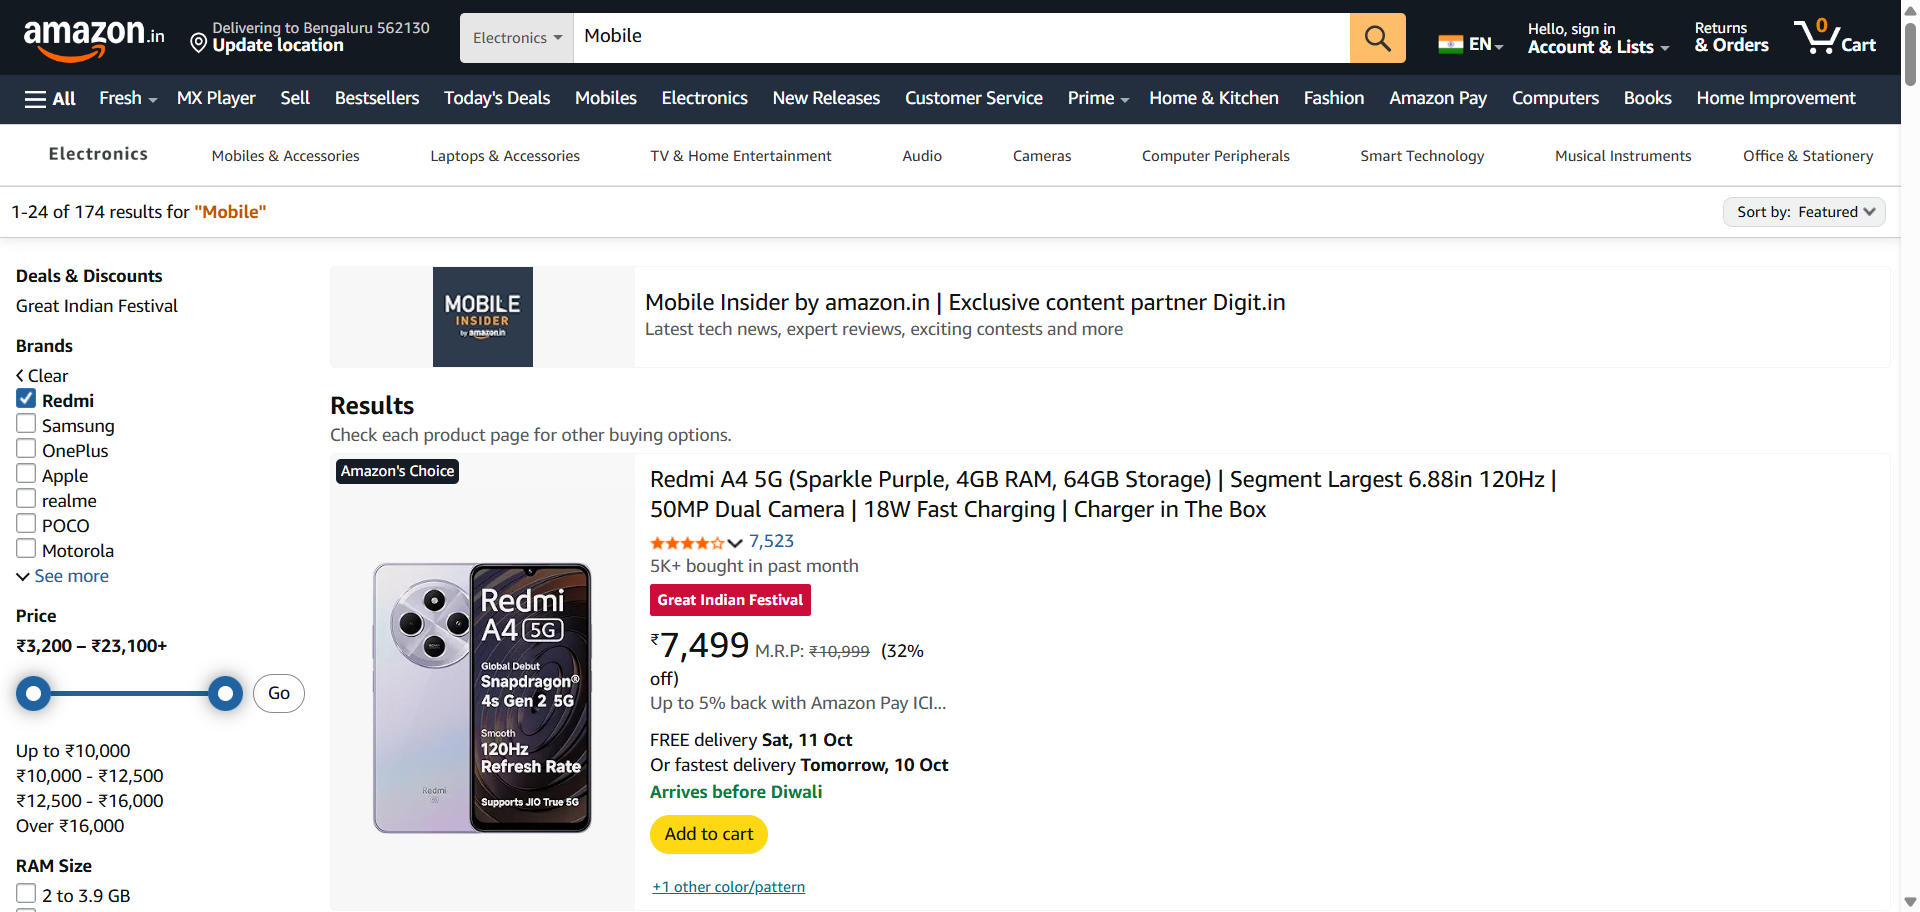 amazon.in
Delivering to Bengaluru 562130
Update location
Electronics
Mobile
EN
Hello, sign in
Account & Lists
Returns
& Orders
0
Cart
All
Fresh
MX Player
Sell
Bestsellers
Today's Deals
Mobiles
Electronics
New Releases
Customer Service
Prime
Home & Kitchen
Fashion
Amazon Pay
Computers
Books
Home Improvement
Electronics
Mobiles & Accessories
Laptops & Accessories
TV & Home Entertainment
Audio
Cameras
Computer Peripherals
Smart Technology
Musical Instruments
Office & Stationery
1-24 of 174 results for "Mobile"
Sort by: Featured
Deals & Discounts
Great Indian Festival
Brands
Clear
Redmi
Samsung
OnePlus
Apple
realme
POCO
Motorola
See more
Price
₹3,200 – ₹23,100+
Go
Up to ₹10,000
₹10,000 - ₹12,500
₹12,500 - ₹16,000
Over ₹16,000
RAM Size
2 to 3.9 GB
MOBILE
INSIDER
by amazon.in
Mobile Insider by amazon.in | Exclusive content partner Digit.in
Latest tech news, expert reviews, exciting contests and more
Results
Check each product page for other buying options.
Amazon's Choice
Redmi
A4 5G
Global Debut
Snapdragon®
4s Gen 2 5G
Smooth
120Hz
Refresh Rate
Supports JIO True 5G
Redmi
Redmi A4 5G (Sparkle Purple, 4GB RAM, 64GB Storage) | Segment Largest 6.88in 120Hz |
50MP Dual Camera | 18W Fast Charging | Charger in The Box
7,523
5K+ bought in past month
Great Indian Festival
₹7,499 M.R.P: ₹10,999 (32%
off)
Up to 5% back with Amazon Pay ICI...
FREE delivery Sat, 11 Oct
Or fastest delivery Tomorrow, 10 Oct
Arrives before Diwali
Add to cart
+1 other color/pattern